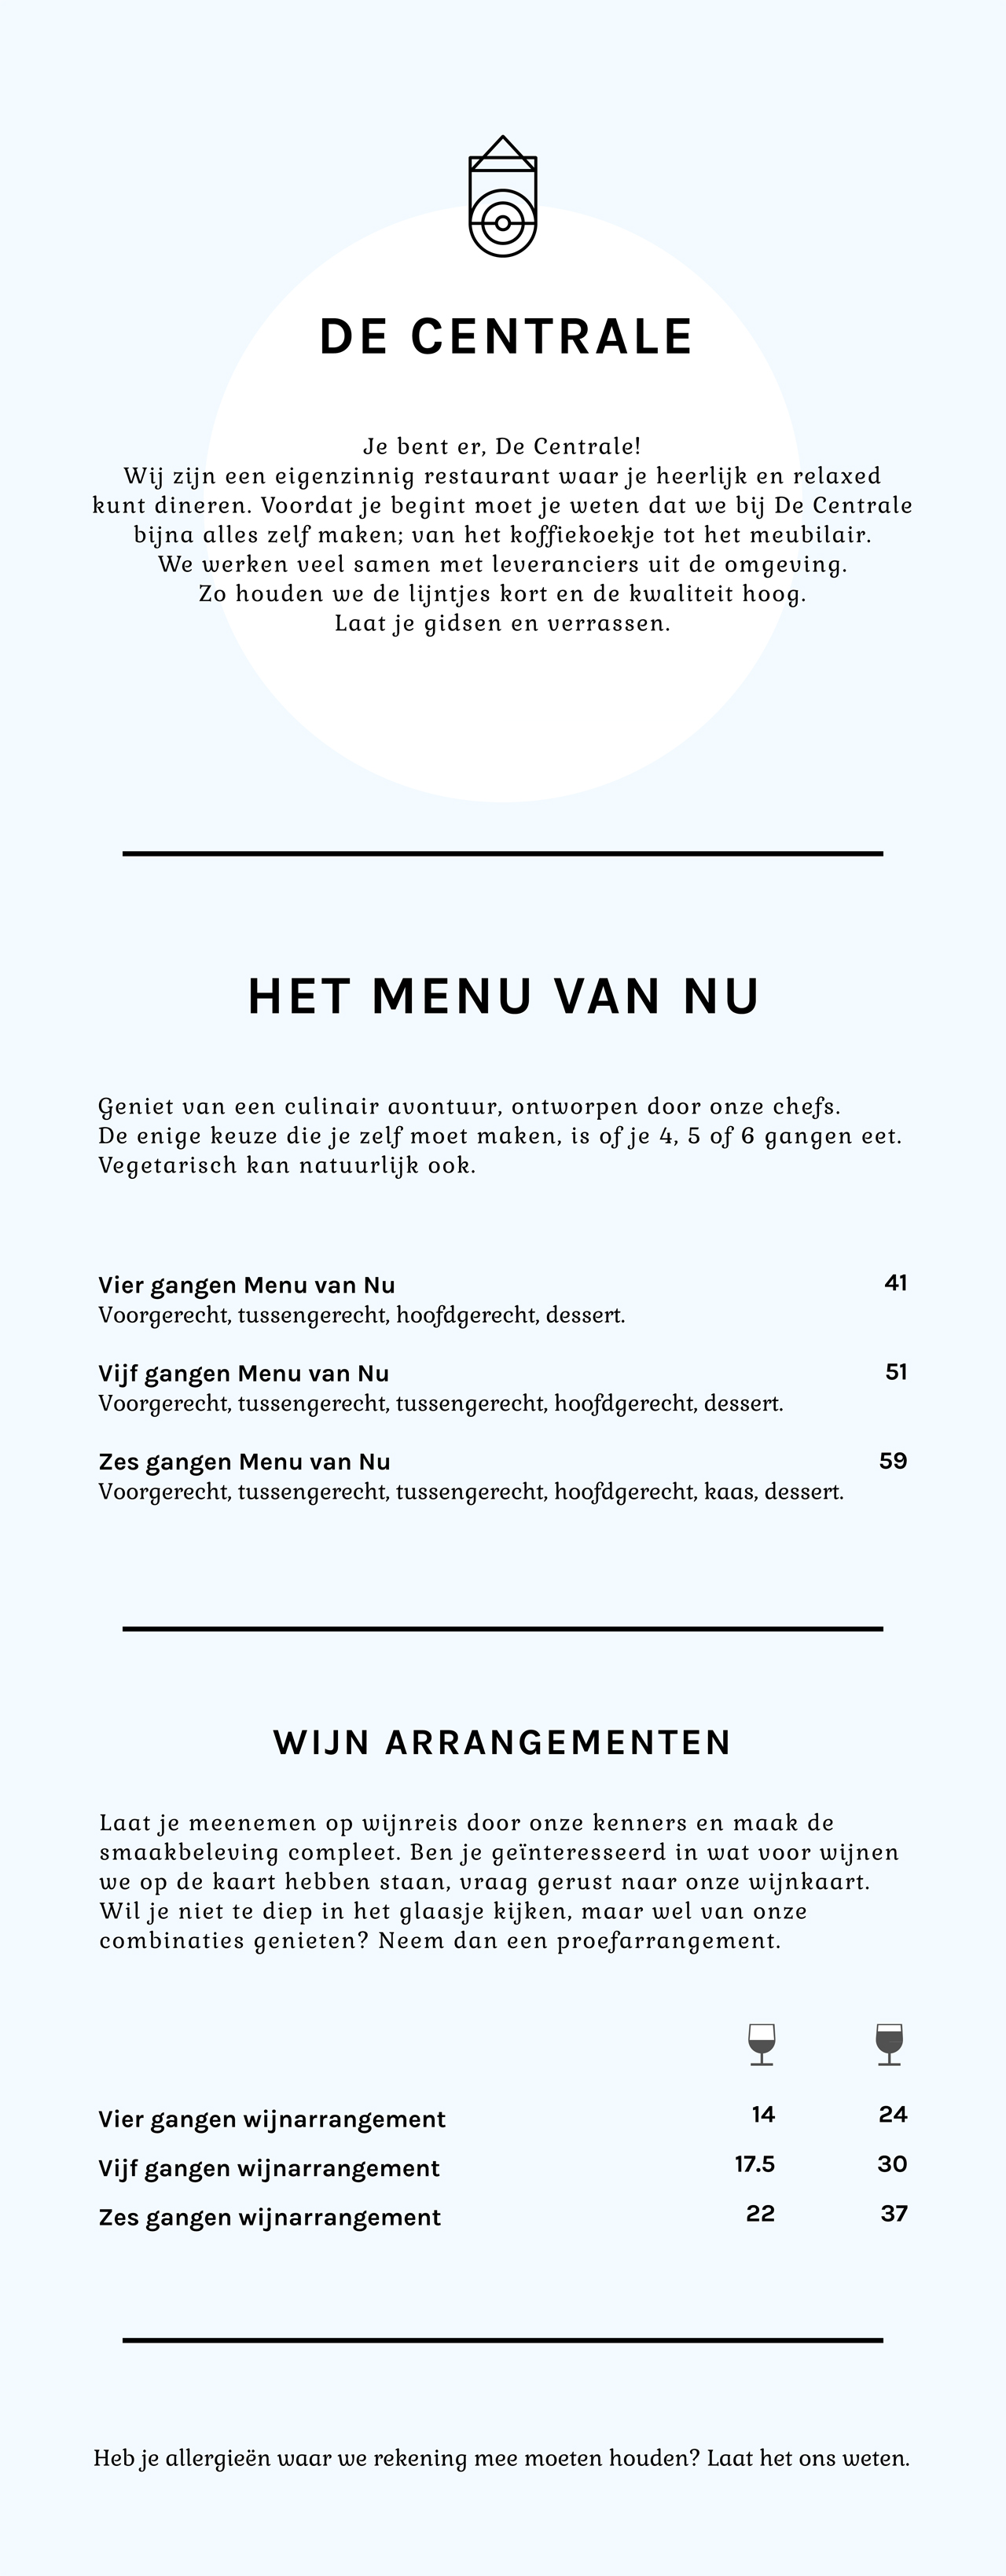 DE CENTRALE
Je bent er, De Centrale!
Wij zijn een eigenzinnig restaurant waar je heerlijk en relaxed
kunt dineren. Voordat je begint moet je weten dat we bij De Centrale
bijna alles zelf maken; van het koffiekoekje tot het meubilair.
We werken veel samen met leveranciers uit de omgeving.
Zo houden we de lijntjes kort en de kwaliteit hoog.
Laat je gidsen en verrassen.
HET MENU VAN NU
Geniet van een culinair avontuur, ontworpen door onze chefs.
De enige keuze die je zelf moet maken, is of je 4, 5 of 6 gangen eet.
Vegetarisch kan natuurlijk ook.
Vier gangen Menu van Nu 41
Voorgerecht, tussengerecht, hoofdgerecht, dessert.
Vijf gangen Menu van Nu 51
Voorgerecht, tussengerecht, tussengerecht, hoofdgerecht, dessert.
Zes gangen Menu van Nu 59
Voorgerecht, tussengerecht, tussengerecht, hoofdgerecht, kaas, dessert.
WIJN ARRANGEMENTEN
Laat je meenemen op wijnreis door onze kenners en maak de
smaakbeleving compleet. Ben je geïnteresseerd in wat voor wijnen
we op de kaart hebben staan, vraag gerust naar onze wijnkaart.
Wil je niet te diep in het glaasje kijken, maar wel van onze
combinaties genieten? Neem dan een proefarrangement.
Vier gangen wijnarrangement 14 24
Vijf gangen wijnarrangement 17.5 30
Zes gangen wijnarrangement 22 37
Heb je allergieën waar we rekening mee moeten houden? Laat het ons weten.